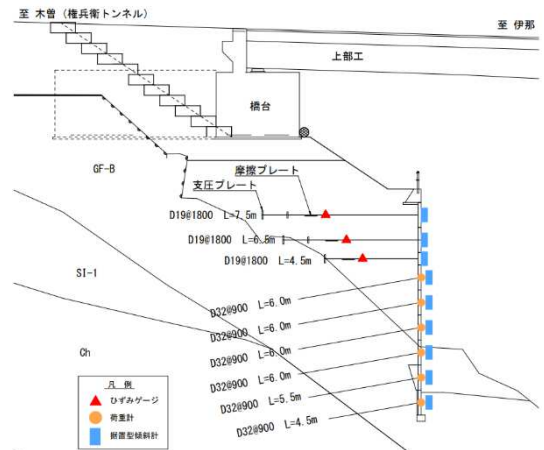 至 木曽（権兵衛トンネル）
至 伊那
上部工
橋台
GF-B
摩擦プレート
支圧プレート
D19@1800 L=7.5m
D19@1800 L=6.8m
D19@1800 L=4.5m
SI-1
D32@900 L=6.0m
D32@900 L=6.0m
D32@900 L=6.0m
D32@900 L=6.0m
D32@900 L=5.5m
D32@900 L=4.5m
Ch
凡 例
ひずみゲージ
荷重計
据置型傾斜計